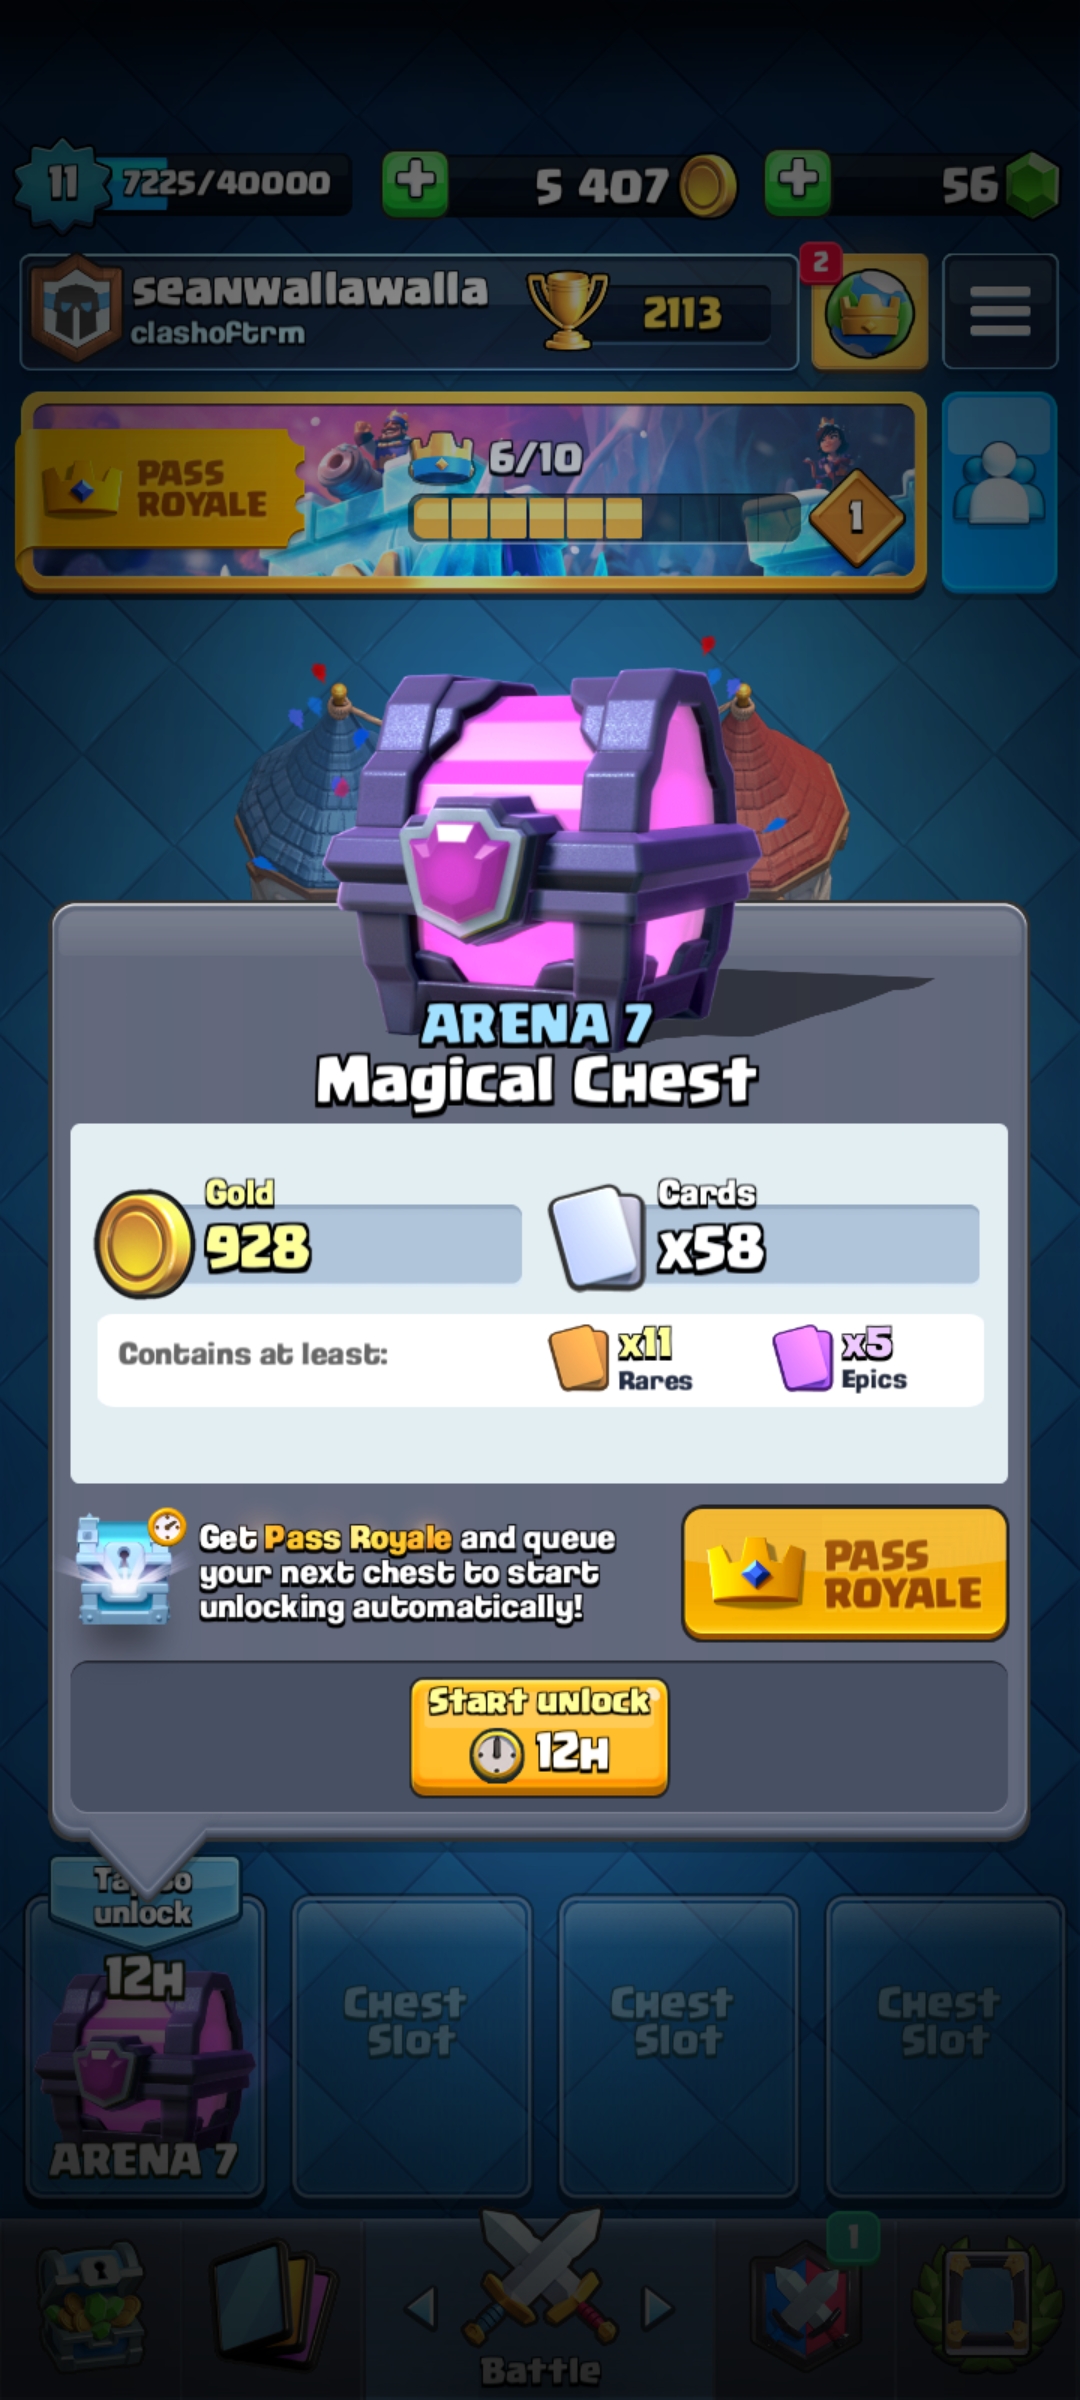 11
7225/40000
5 407
56
seanwallawalla
clashoftrm
2113
2
PASS
ROYALE
6/10
1
ARENA 7
Magical Chest
Gold
928
Cards
x58
Contains at least:
x11
Rares
x5
Epics
Get Pass Royale and queue
your next chest to start
unlocking automatically!
PASS
ROYALE
Start unlock
12H
unlock
12H
ARENA 7
Chest
Slot
Chest
Slot
Chest
Slot
1
Battle